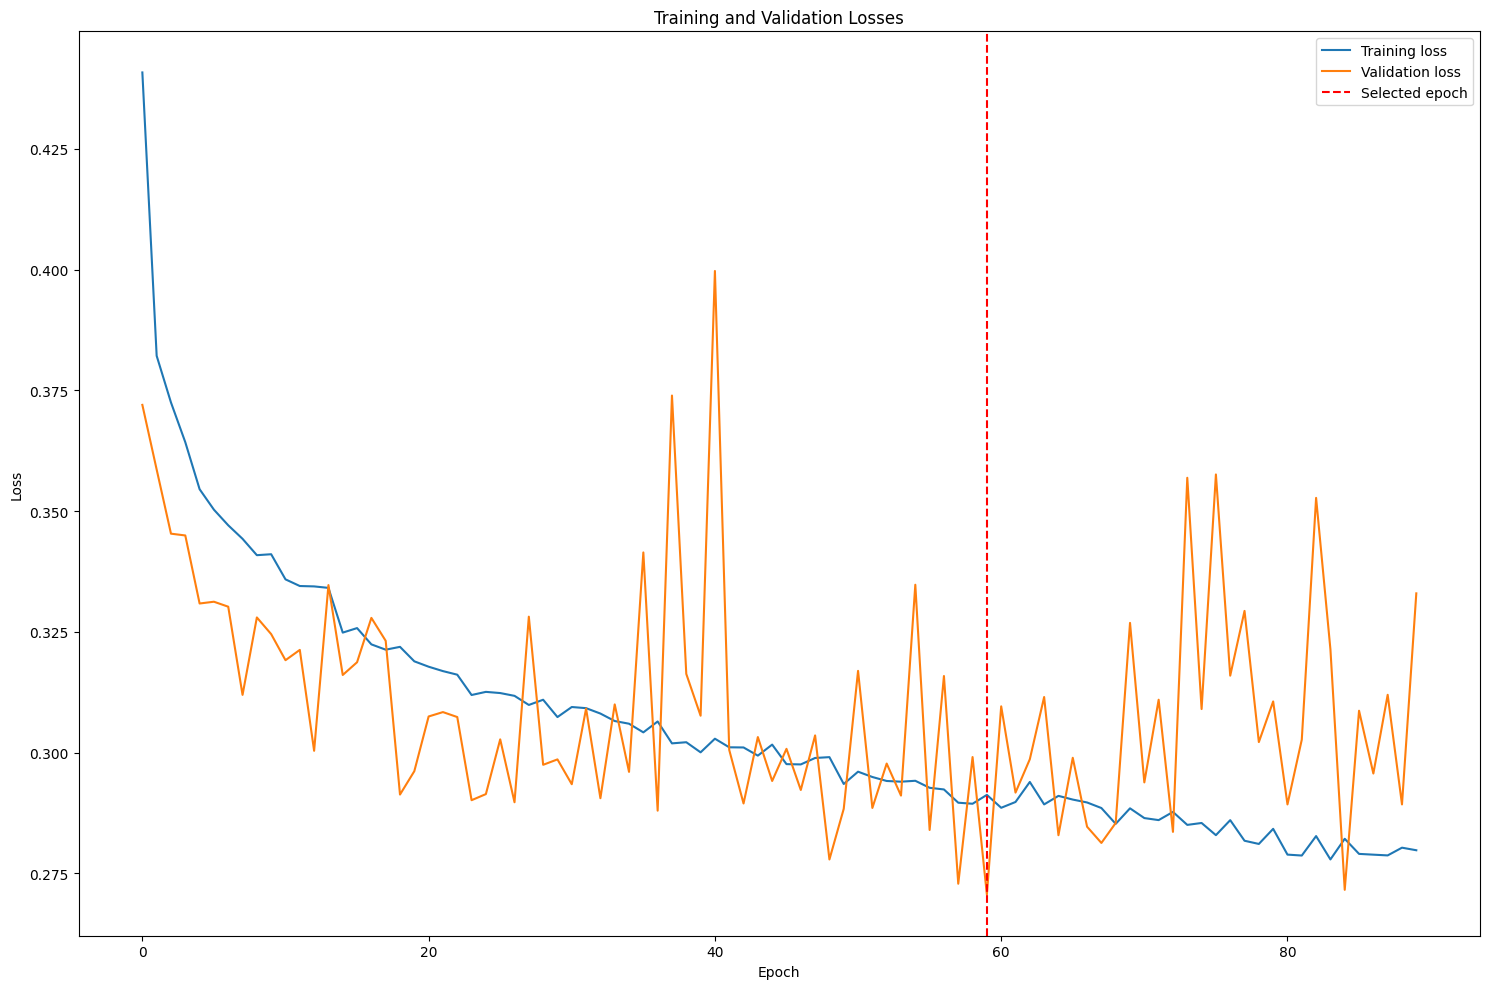 Training and Validation Losses
Training loss
Validation loss
Selected epoch
0.425
0.400
0.375
0.350
0.325
0.300
0.275
Loss
0 20 40 60 80
Epoch